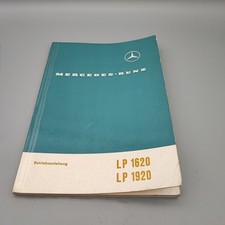 MERCEDES-BENZ
Betriebsanleitung
LP 1620
LP 1920